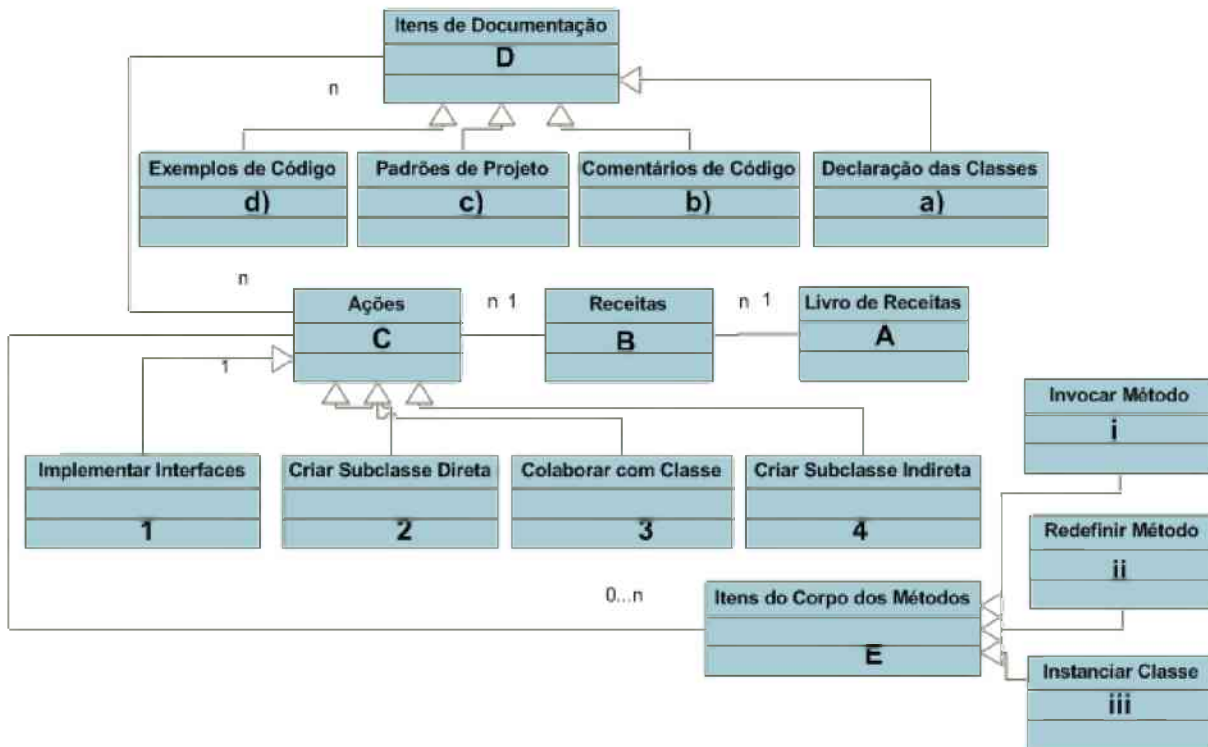 Itens de Documentação
D
n
Exemplos de Código
d)
Padrões de Projeto
c)
Comentários de Código
b)
Declaração das Classes
a)
n
Ações
C
n 1
Receitas
B
n 1
Livro de Receitas
A
1
Invocar Método
i
Implementar Interfaces
1
Criar Subclasse Direta
2
Colaborar com Classe
3
Criar Subclasse Indireta
4
Redefinir Método
ii
0...n
Itens do Corpo dos Métodos
E
Instanciar Classe
iii